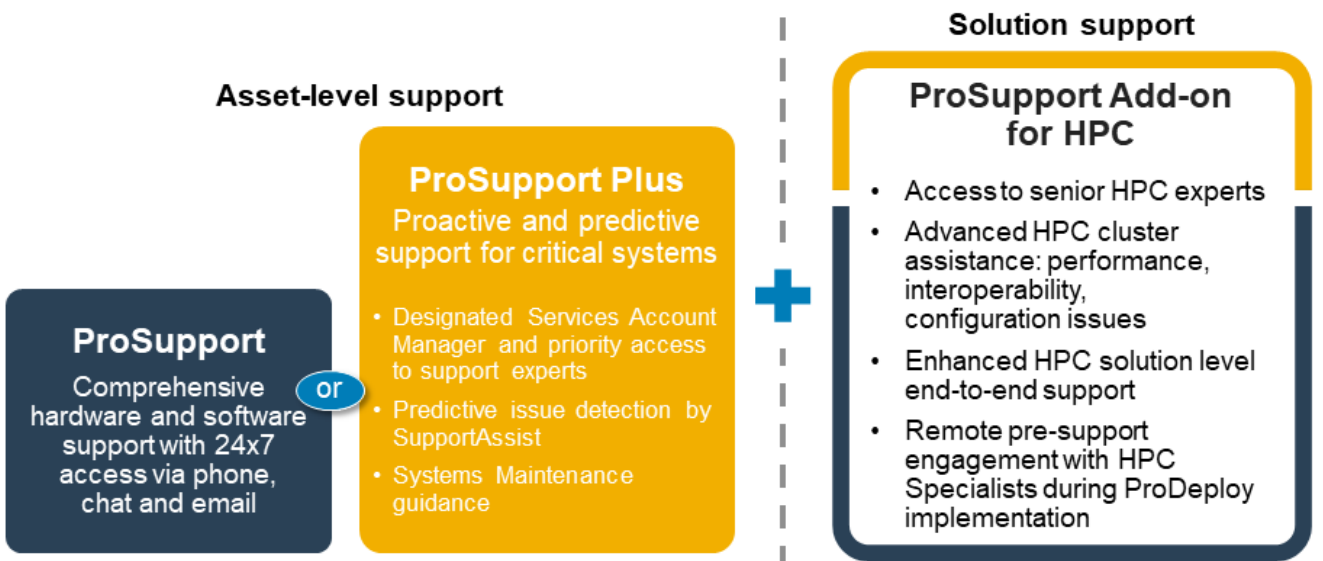 Asset-level support
ProSupport
Comprehensive
hardware and software
support with 24x7
access via phone,
chat and email
or
ProSupport Plus
Proactive and predictive
support for critical systems
• Designated Services Account
Manager and priority access
to support experts
• Predictive issue detection by
SupportAssist
• Systems Maintenance
guidance
Solution support
ProSupport Add-on
for HPC
• Access to senior HPC experts
• Advanced HPC cluster
assistance: performance,
interoperability,
configuration issues
• Enhanced HPC solution level
end-to-end support
• Remote pre-support
engagement with HPC
Specialists during ProDeploy
implementation